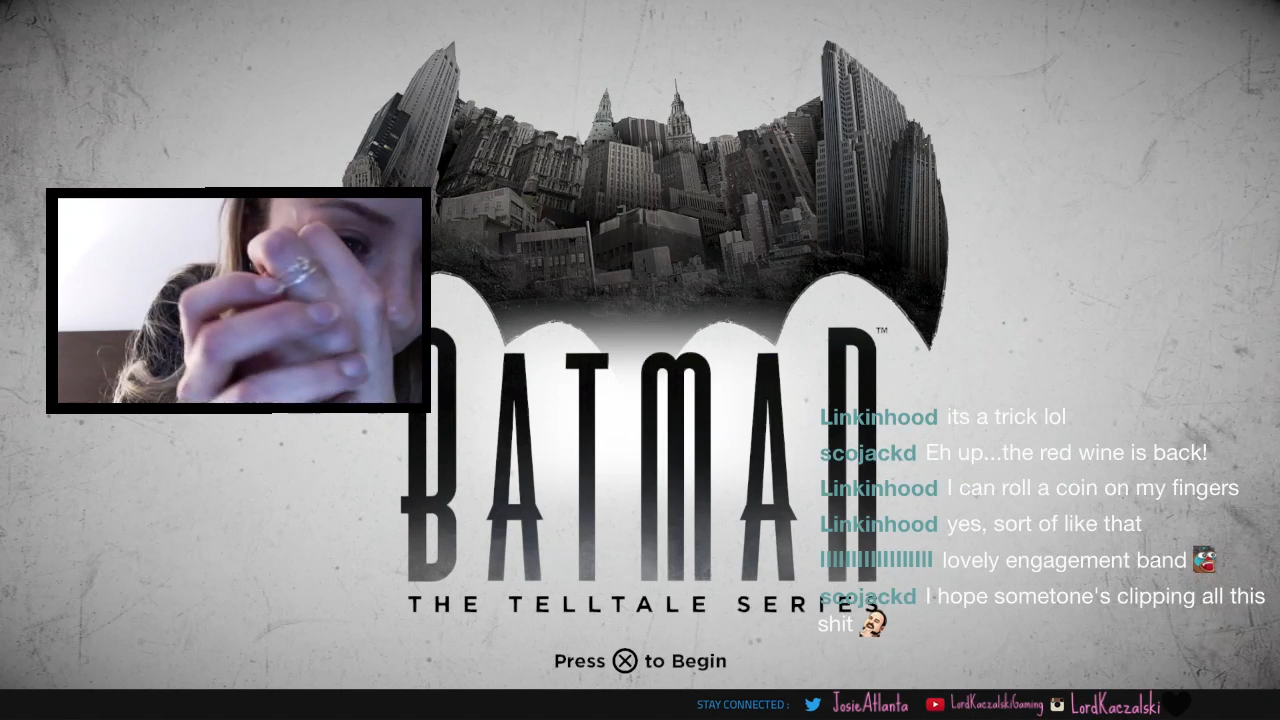 BATMAN™
THE TELLTALE SERIES
Press ⓧ to Begin
Linkinhood its a trick lol
scojackd Eh up...the red wine is back!
Linkinhood I can roll a coin on my fingers
Linkinhood yes, sort of like that
lovely engagement band
scojackd I hope sometone's clipping all this
shit
STAY CONNECTED : JosieAtlanta LordKaczalskiGaming LordKaczalski